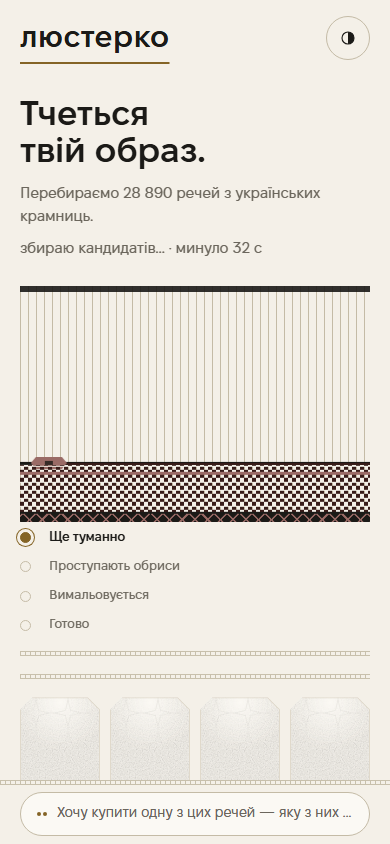 люстерко
Тчеться
твій образ.
Перебираємо 28 890 речей з українських
крамниць.
збираю кандидатів... · минуло 32 с
Ще туманно
Проступають обриси
Вимальовується
Готово
Хочу купити одну з цих речей — яку з них ...